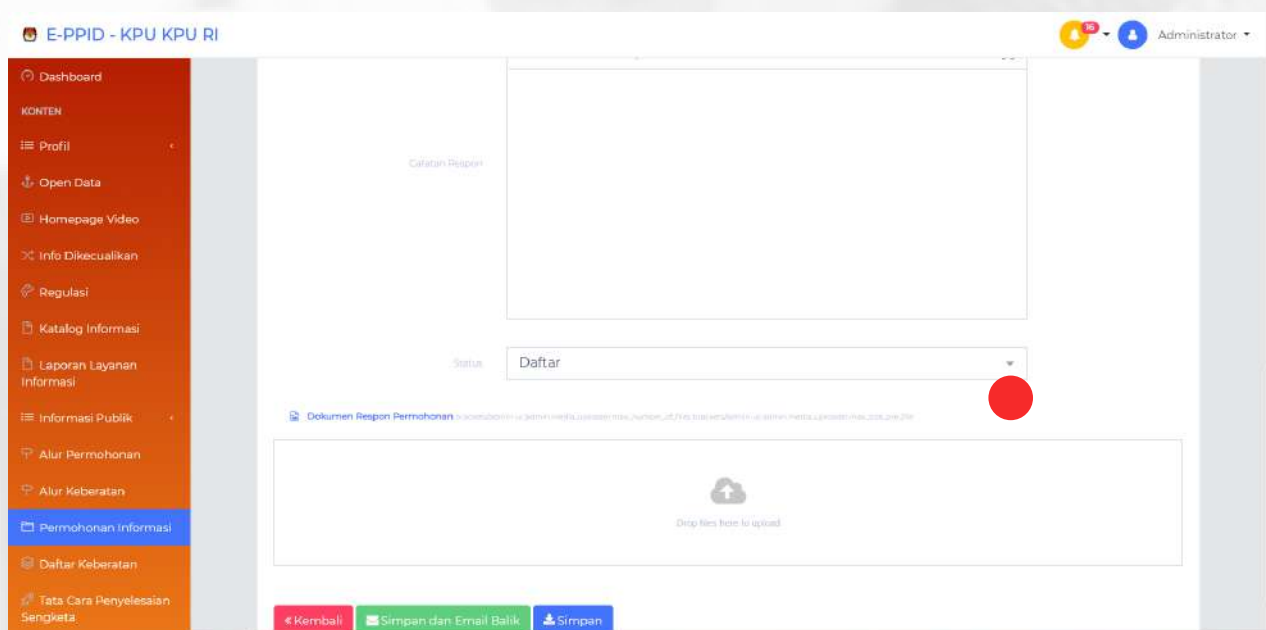 E-PPID - KPU KPU RI
16
Administrator
Dashboard
KONTEN
Profil
Open Data
Homepage Video
Info Dikecualikan
Regulasi
Katalog Informasi
Laporan Layanan
Informasi
Informasi Publik
Alur Permohonan
Alur Keberatan
Permohonan Informasi
Daftar Keberatan
Tata Cara Penyelesaian
Sengketa
Catatan Respon
Status
Daftar
Dokumen Respon Permohonan
Drop files here to upload
Kembali
Simpan dan Email Balik
Simpan